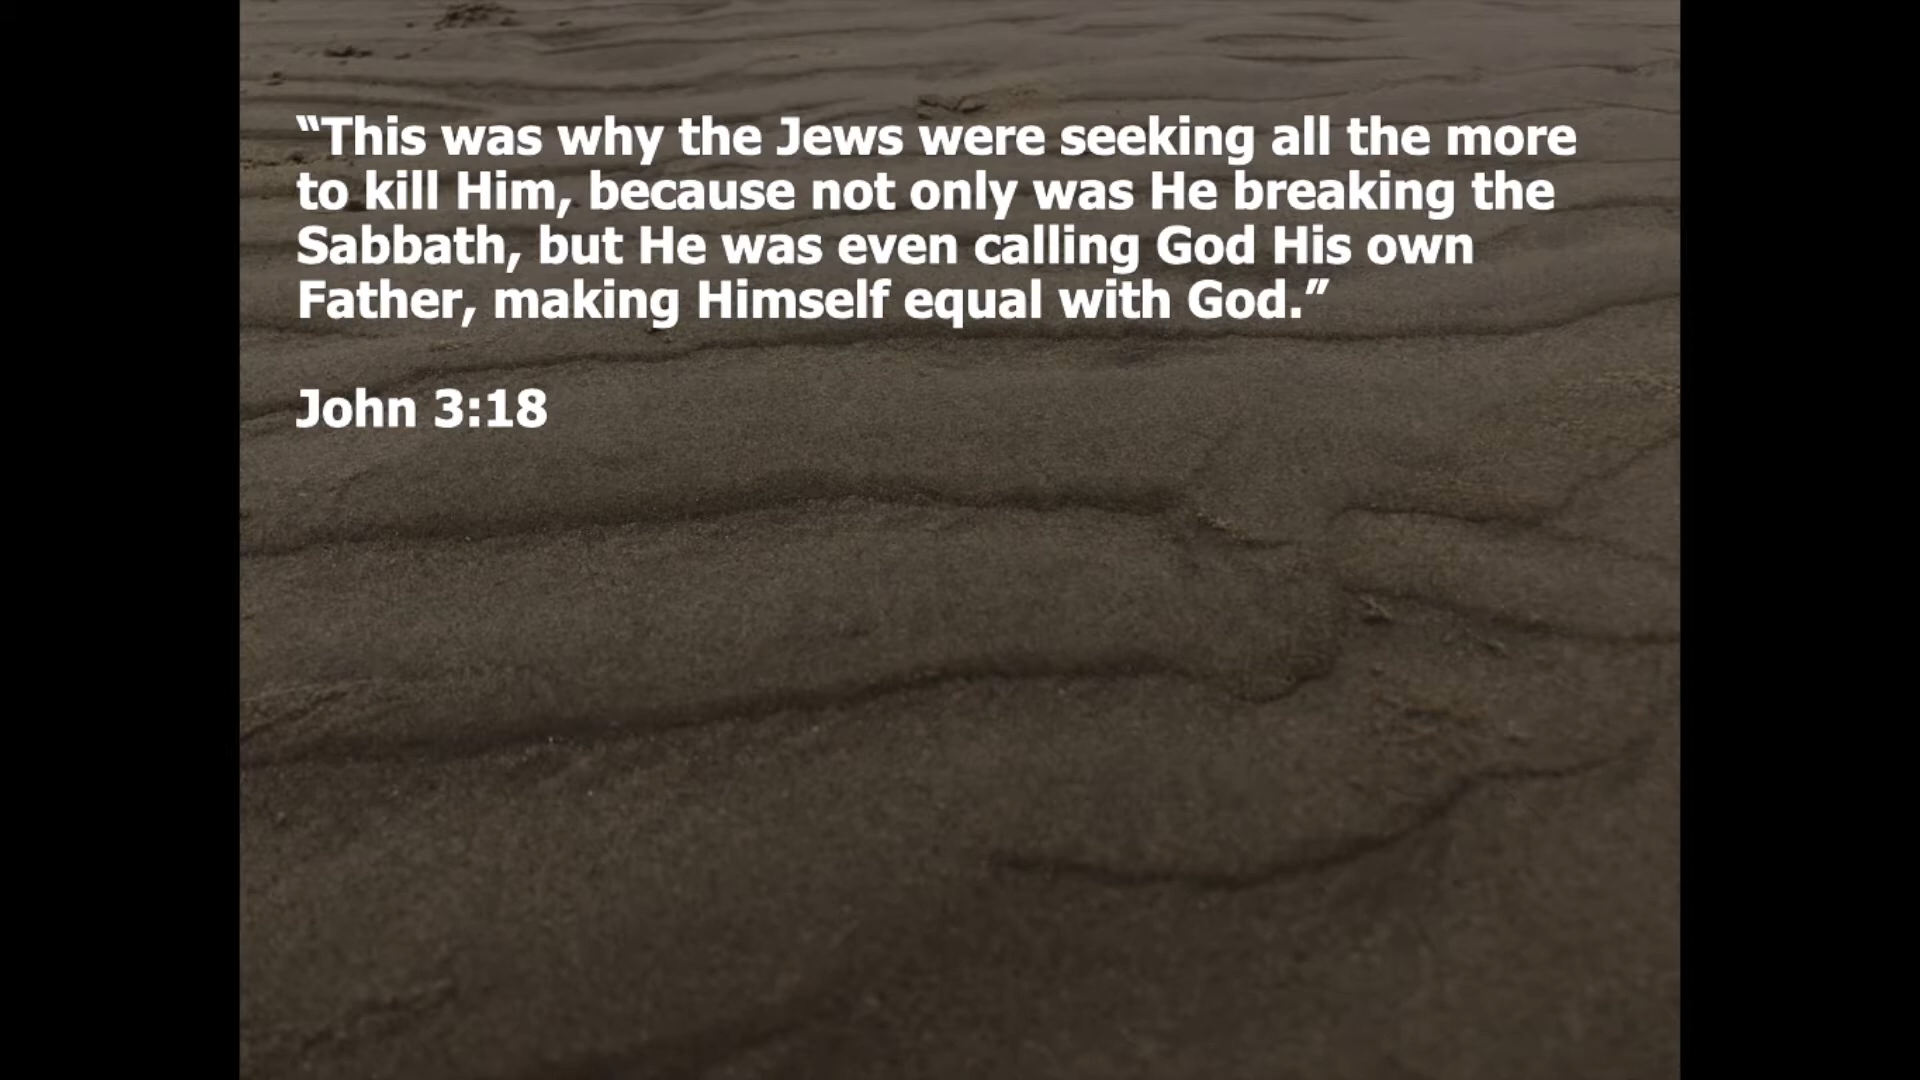 “This was why the Jews were seeking all the more
to kill Him, because not only was He breaking the
Sabbath, but He was even calling God His own
Father, making Himself equal with God.”
John 3:18